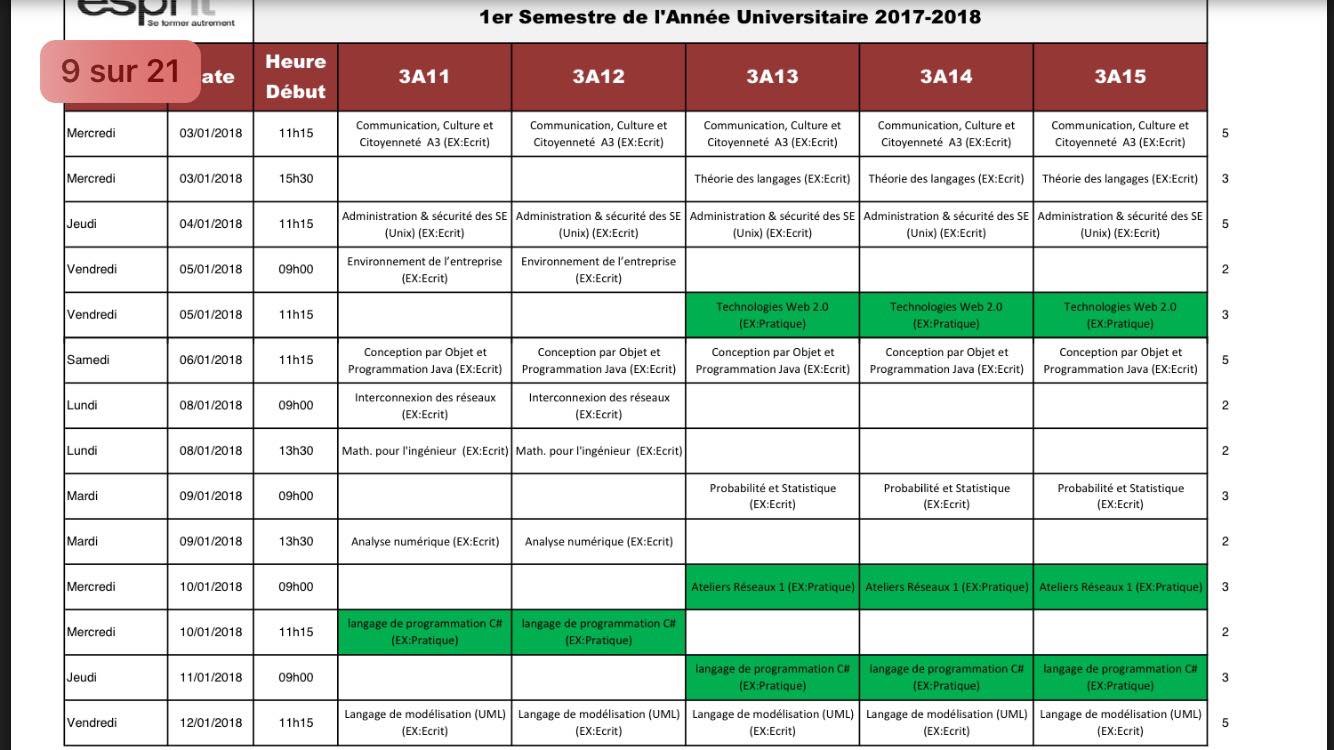 esprit
Se former autrement
1er Semestre de l'Année Universitaire 2017-2018
9 sur 21
ate
Heure
Début
3A11
3A12
3A13
3A14
3A15
Mercredi 03/01/2018 11h15
Communication, Culture et
Citoyenneté A3 (EX:Ecrit)
Communication, Culture et
Citoyenneté A3 (EX:Ecrit)
Communication, Culture et
Citoyenneté A3 (EX:Ecrit)
Communication, Culture et
Citoyenneté A3 (EX:Ecrit)
Communication, Culture et
Citoyenneté A3 (EX:Ecrit)
5
Mercredi 03/01/2018 15h30
Théorie des langages (EX:Ecrit)
Théorie des langages (EX:Ecrit)
Théorie des langages (EX:Ecrit)
3
Jeudi 04/01/2018 11h15
Administration & sécurité des SE
(Unix) (EX:Ecrit)
Administration & sécurité des SE
(Unix) (EX:Ecrit)
Administration & sécurité des SE
(Unix) (EX:Ecrit)
Administration & sécurité des SE
(Unix) (EX:Ecrit)
Administration & sécurité des SE
(Unix) (EX:Ecrit)
5
Vendredi 05/01/2018 09h00
Environnement de l’entreprise
(EX:Ecrit)
Environnement de l’entreprise
(EX:Ecrit)
2
Vendredi 05/01/2018 11h15
Technologies Web 2.0
(EX:Pratique)
Technologies Web 2.0
(EX:Pratique)
Technologies Web 2.0
(EX:Pratique)
3
Samedi 06/01/2018 11h15
Conception par Objet et
Programmation Java (EX:Ecrit)
Conception par Objet et
Programmation Java (EX:Ecrit)
Conception par Objet et
Programmation Java (EX:Ecrit)
Conception par Objet et
Programmation Java (EX:Ecrit)
Conception par Objet et
Programmation Java (EX:Ecrit)
5
Lundi 08/01/2018 09h00
Interconnexion des réseaux
(EX:Ecrit)
Interconnexion des réseaux
(EX:Ecrit)
2
Lundi 08/01/2018 13h30
Math. pour l'ingénieur (EX:Ecrit)
Math. pour l'ingénieur (EX:Ecrit)
2
Mardi 09/01/2018 09h00
Probabilité et Statistique
(EX:Ecrit)
Probabilité et Statistique
(EX:Ecrit)
Probabilité et Statistique
(EX:Ecrit)
3
Mardi 09/01/2018 13h30
Analyse numérique (EX:Ecrit)
Analyse numérique (EX:Ecrit)
2
Mercredi 10/01/2018 09h00
Ateliers Réseaux 1 (EX:Pratique)
Ateliers Réseaux 1 (EX:Pratique)
Ateliers Réseaux 1 (EX:Pratique)
3
Mercredi 10/01/2018 11h15
langage de programmation C#
(EX:Pratique)
langage de programmation C#
(EX:Pratique)
2
Jeudi 11/01/2018 09h00
langage de programmation C#
(EX:Pratique)
langage de programmation C#
(EX:Pratique)
langage de programmation C#
(EX:Pratique)
3
Vendredi 12/01/2018 11h15
Langage de modélisation (UML)
(EX:Ecrit)
Langage de modélisation (UML)
(EX:Ecrit)
Langage de modélisation (UML)
(EX:Ecrit)
Langage de modélisation (UML)
(EX:Ecrit)
Langage de modélisation (UML)
(EX:Ecrit)
5